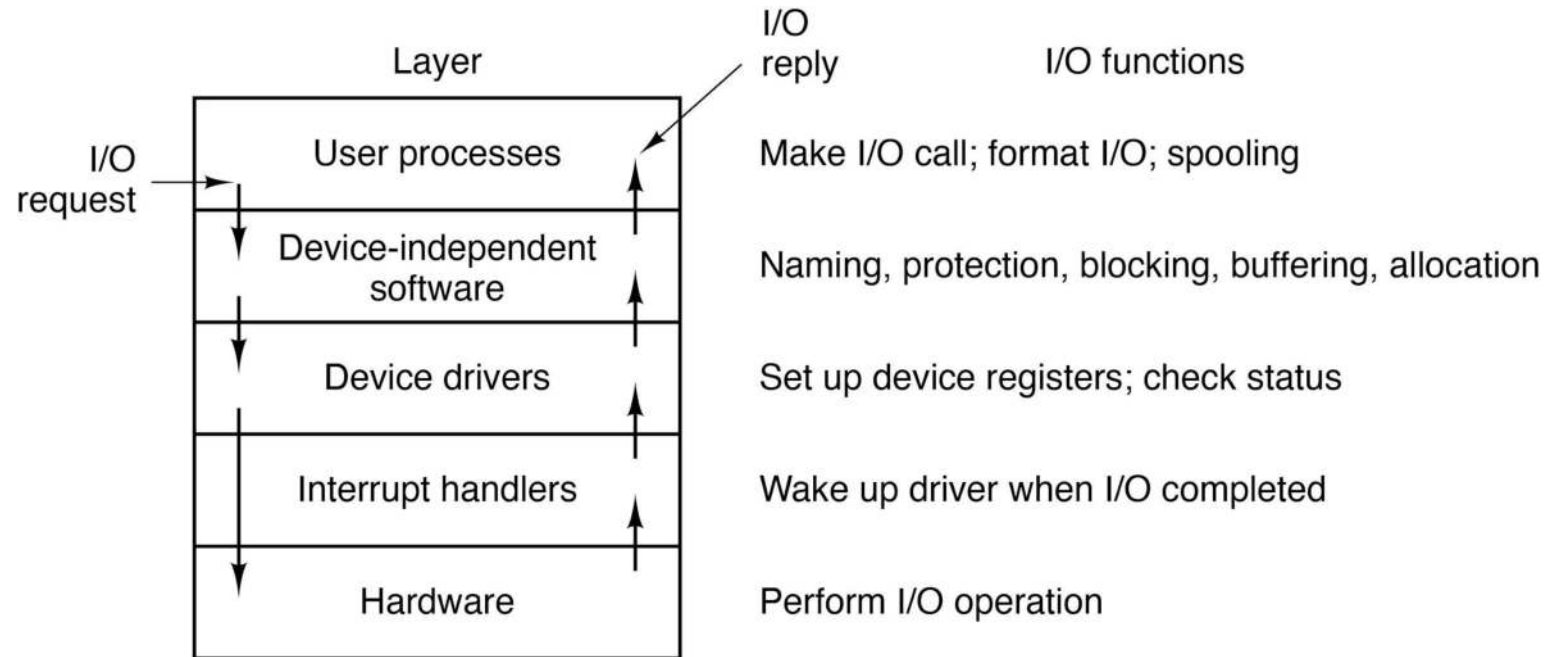 Layer
I/O
reply
I/O functions
I/O
request
User processes
Make I/O call; format I/O; spooling
Device-independent
software
Naming, protection, blocking, buffering, allocation
Device drivers
Set up device registers; check status
Interrupt handlers
Wake up driver when I/O completed
Hardware
Perform I/O operation